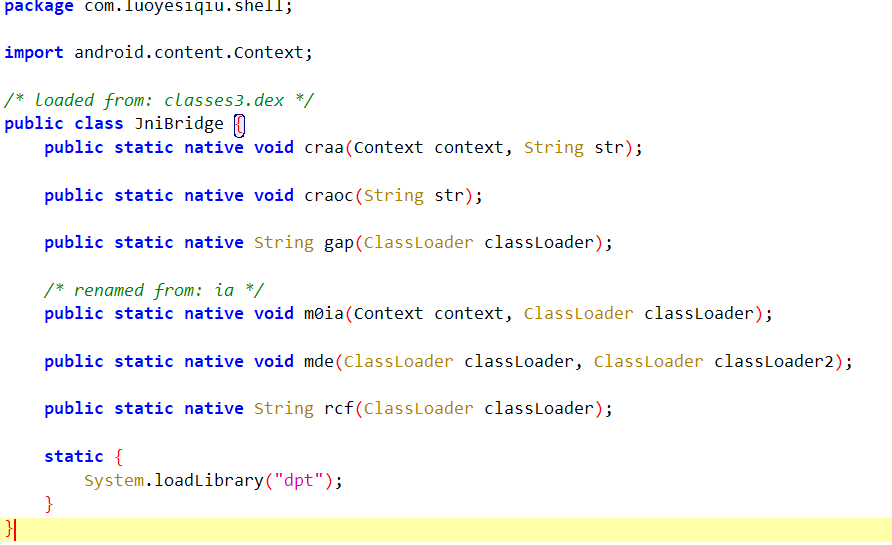 package com.luoyesiqiu.shell;
import android.content.Context;
/* loaded from: classes3.dex */
public class JniBridge {
public static native void craa(Context context, String str);
public static native void craoc(String str);
public static native String gap(ClassLoader classLoader);
/* renamed from: ia */
public static native void m0ia(Context context, ClassLoader classLoader);
public static native void mde(ClassLoader classLoader, ClassLoader classLoader2);
public static native String rcf(ClassLoader classLoader);
static {
System.loadLibrary("dpt");
}
}